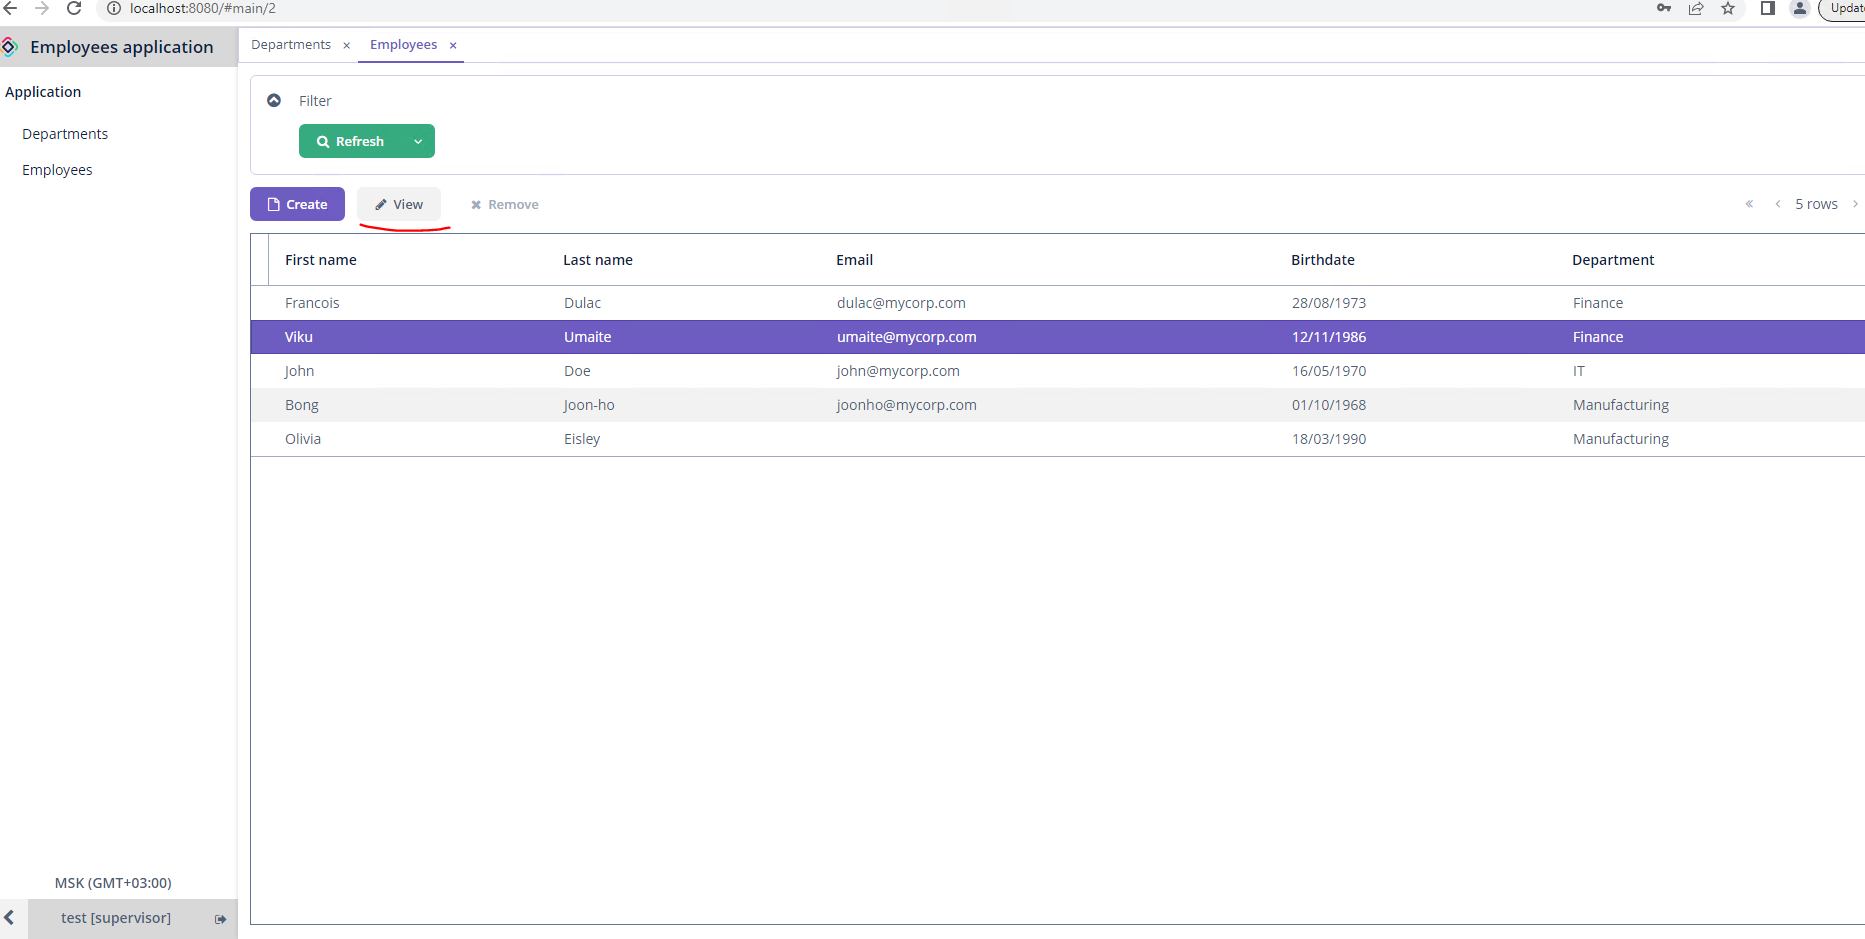 localhost:8080/#main/2
Employees application
Departments Employees
Application
Departments
Employees
Filter
Refresh
Create View Remove 5 rows
First name Last name Email Birthdate Department
Francois Dulac dulac@mycorp.com 28/08/1973 Finance
Viku Umaite umaite@mycorp.com 12/11/1986 Finance
John Doe john@mycorp.com 16/05/1970 IT
Bong Joon-ho joonho@mycorp.com 01/10/1968 Manufacturing
Olivia Eisley 18/03/1990 Manufacturing
MSK (GMT+03:00)
test [supervisor]